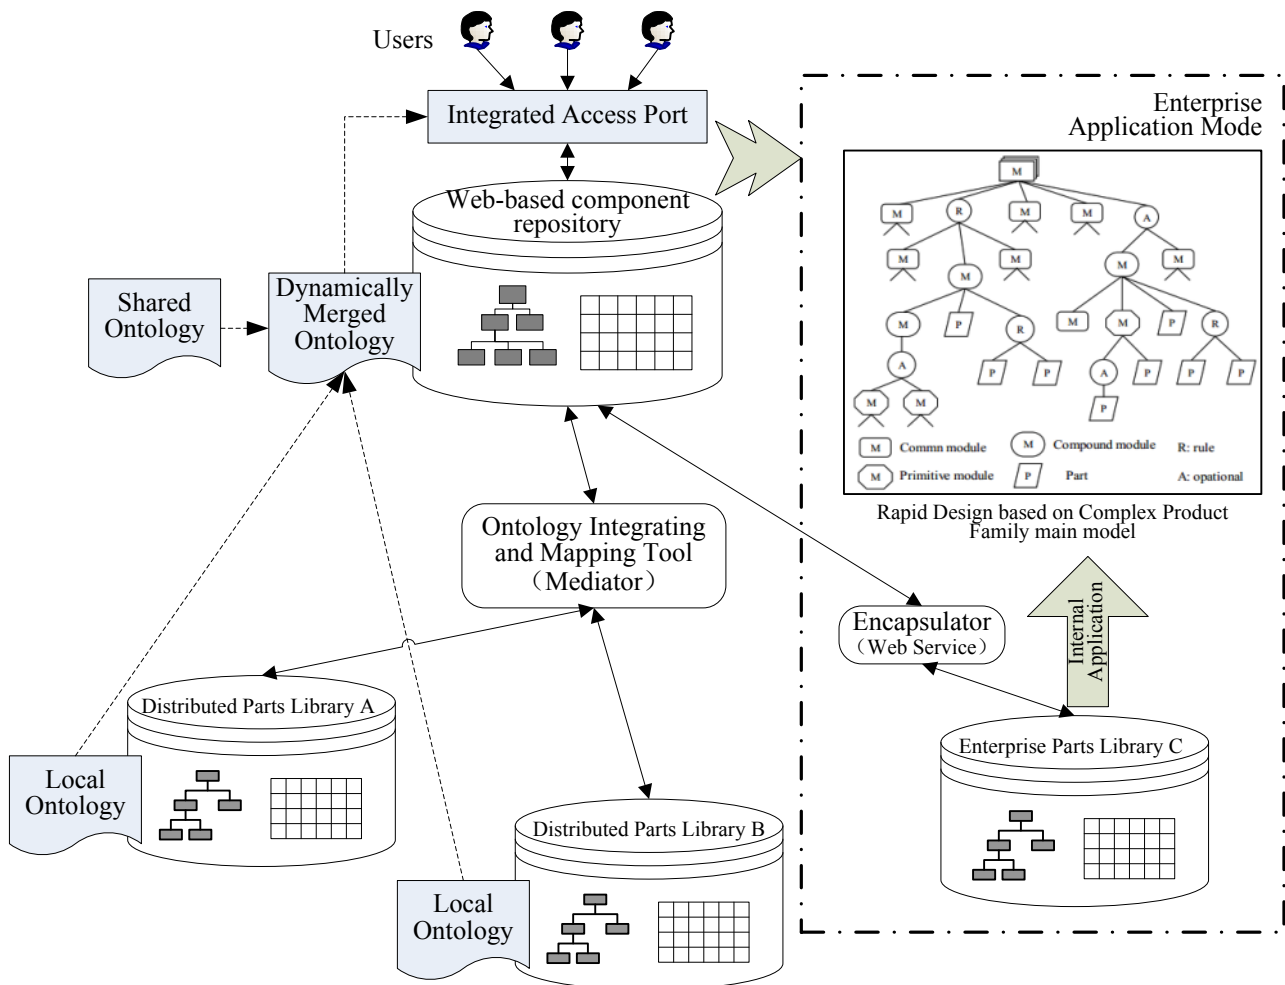 Users
Integrated Access Port
Enterprise
Application Mode
Web-based component
repository
Shared
Ontology
Dynamically
Merged
Ontology
M
M
R
M
M
A
M
M
M
M
M
M
P
R
M
M
P
R
A
P
P
A
P
P
P
M
M
P
M
Commn module
M
Compound module
R: rule
M
Primitive module
P
Part
A: opational
Rapid Design based on Complex Product
Family main model
Ontology Integrating
and Mapping Tool
(Mediator)
Encapsulator
(Web Service)
Internal
Application
Distributed Parts Library A
Local
Ontology
Enterprise Parts Library C
Distributed Parts Library B
Local
Ontology